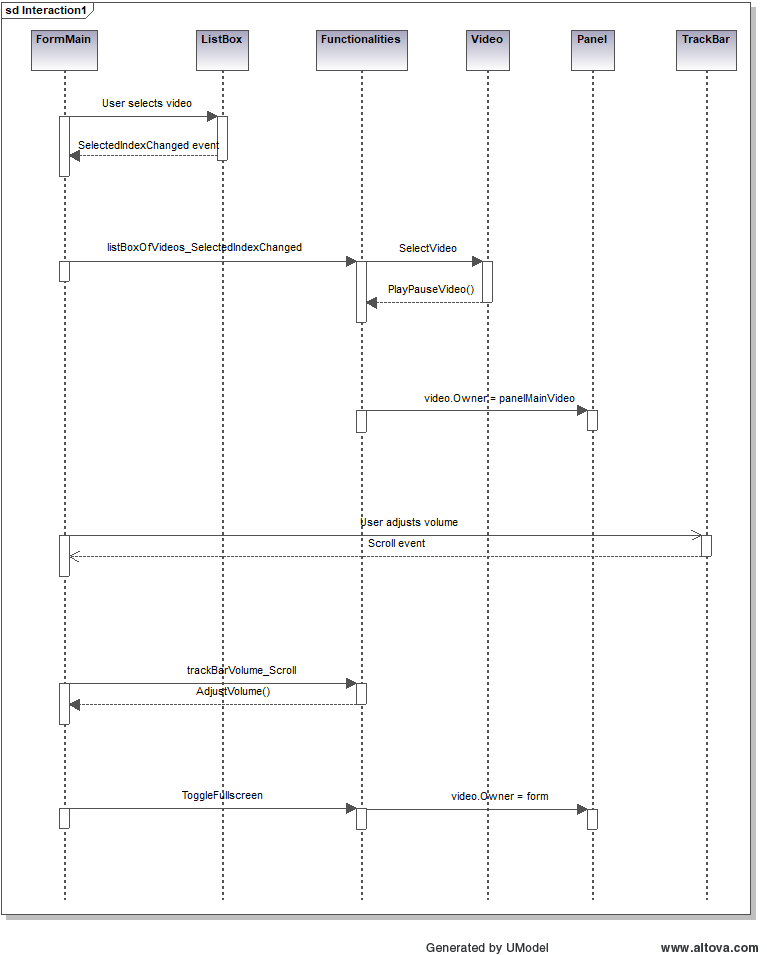 sd Interaction1
FormMain
ListBox
Functionalities
Video
Panel
TrackBar
User selects video
SelectedIndexChanged event
listBoxOfVideos_SelectedIndexChanged
SelectVideo
PlayPauseVideo()
video.Owner = panelMainVideo
User adjusts volume
Scroll event
trackBarVolume_Scroll
AdjustVolume()
ToggleFullscreen
video.Owner = form
Generated by UModel
www.altova.com